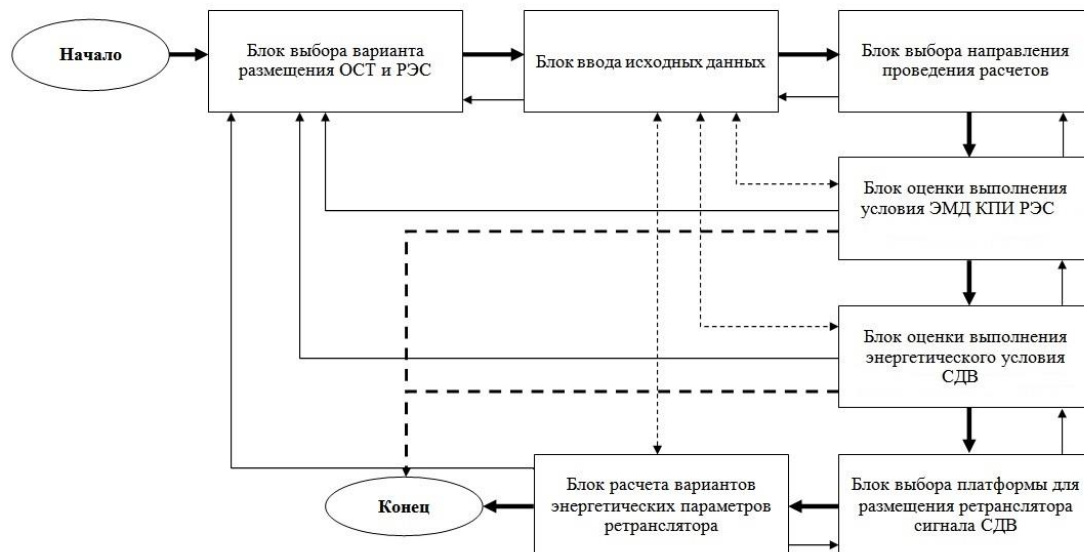 Начало
Блок выбора варианта
размещения ОСТ и РЭС
Блок ввода исходных данных
Блок выбора направления
проведения расчетов
Блок оценки выполнения
условия ЭМД КПИ РЭС
Блок оценки выполнения
энергетического условия
СДВ
Блок выбора платформы для
размещения ретранслятора
сигнала СДВ
Блок расчета вариантов
энергетических параметров
ретранслятора
Конец